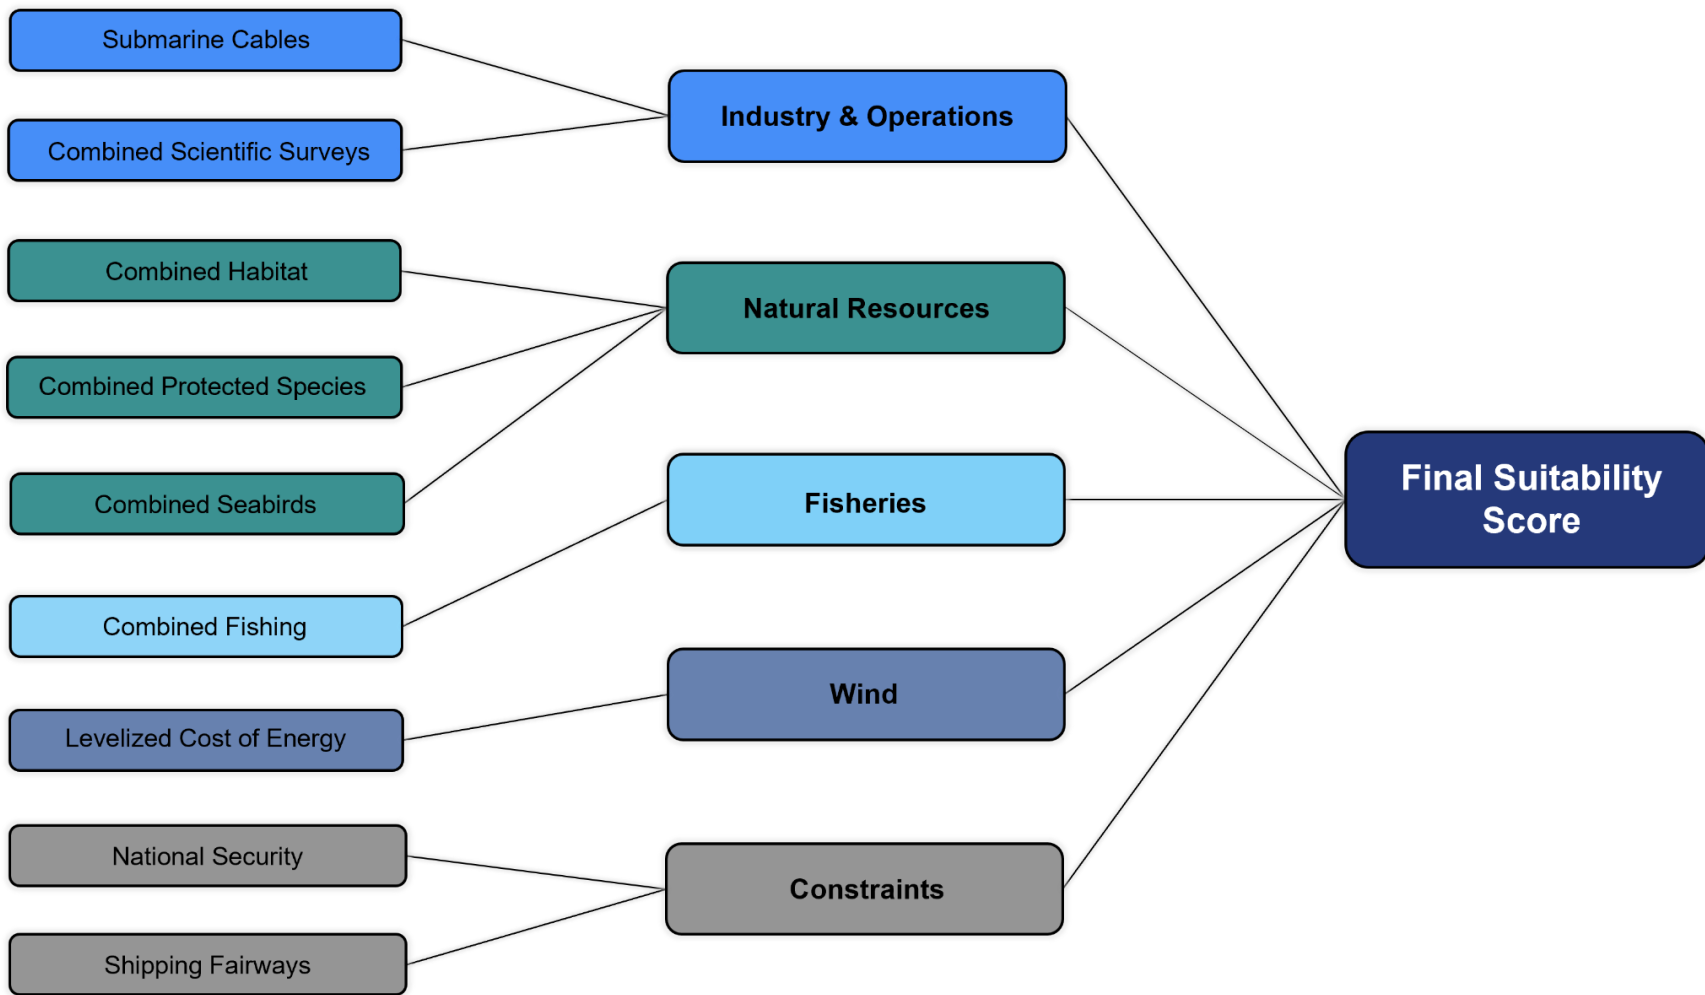 Submarine Cables
Combined Scientific Surveys
Combined Habitat
Combined Protected Species
Combined Seabirds
Combined Fishing
Levelized Cost of Energy
National Security
Shipping Fairways
Industry & Operations
Natural Resources
Fisheries
Wind
Constraints
Final Suitability
Score